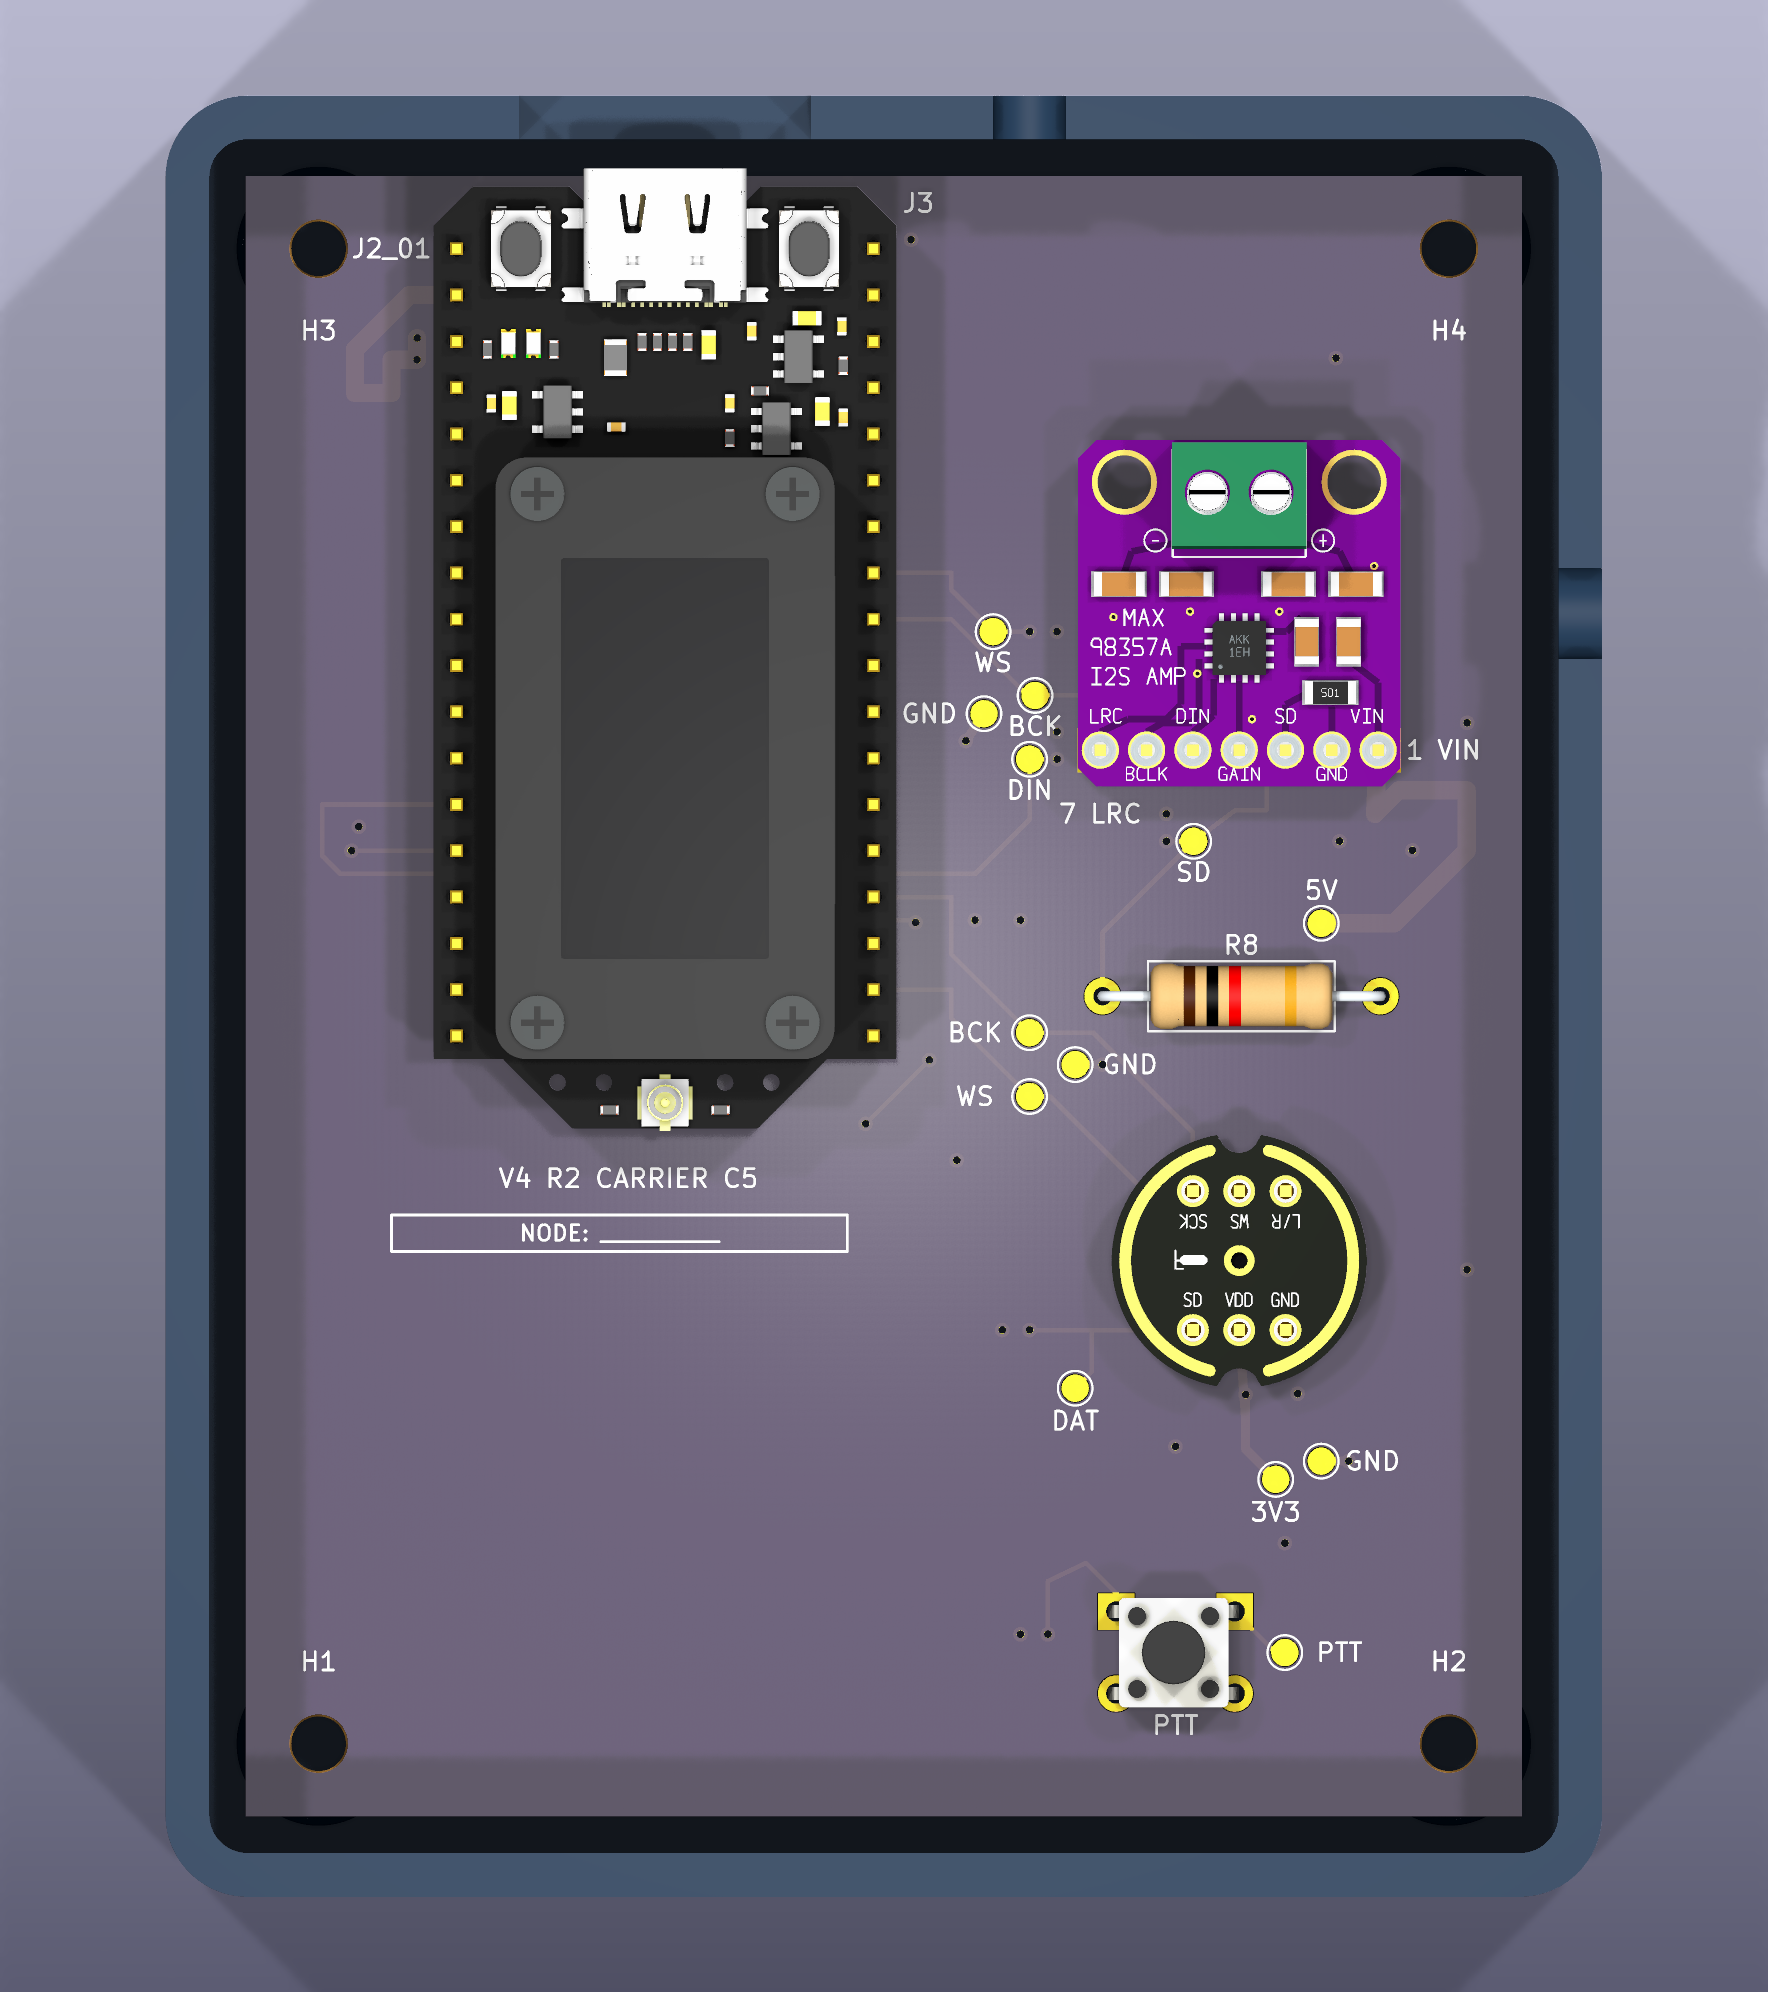 J3
J2_01
H3
H4
- +
MAX
98357A
I2S AMP
AKK
1EH
S01
LRC DIN SD VIN
BCLK GAIN GND
1 VIN
7 LRC
WS
GND
BCK
DIN
SD
5V
R8
BCK
GND
WS
V4 R2 CARRIER C5
NODE: __________
SCK WS L/R
SD VDD GND
DAT
GND
3V3
PTT
PTT
H1
H2